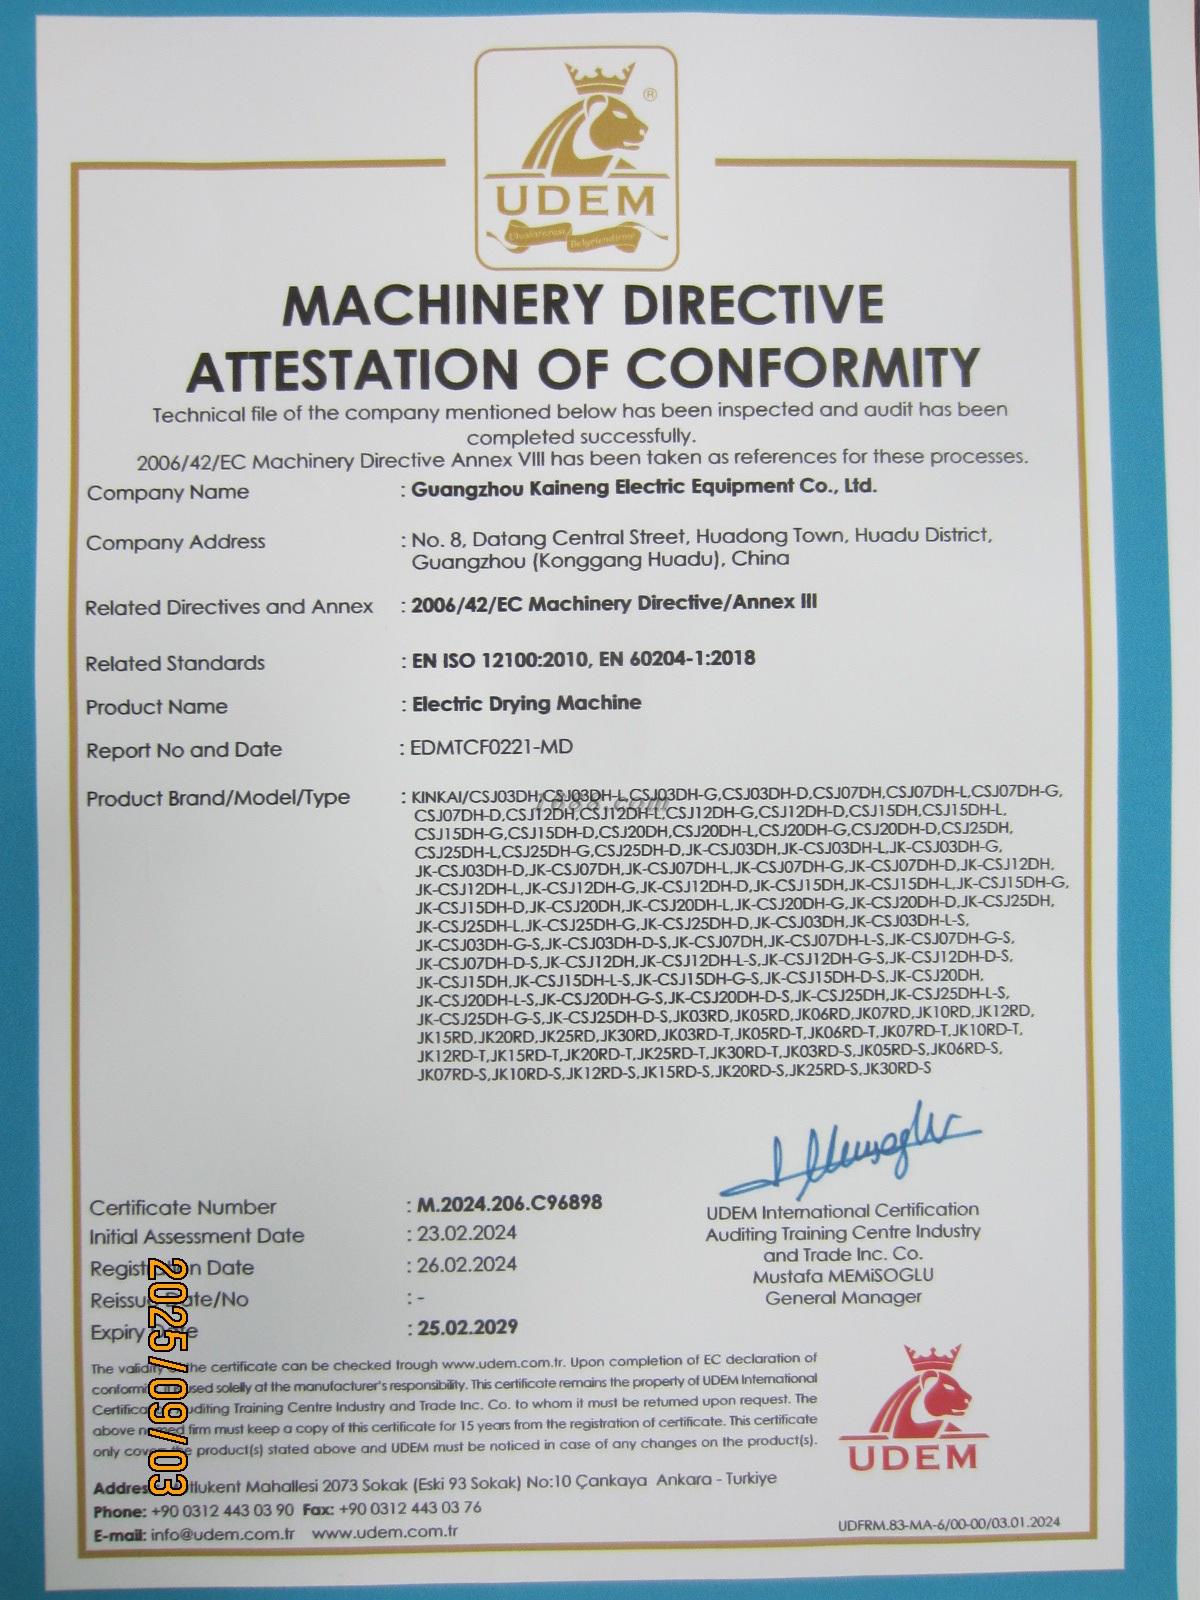 ®
UDEM
Uluslararası Belgelendirme
MACHINERY DIRECTIVE
ATTESTATION OF CONFORMITY
Technical file of the company mentioned below has been inspected and audit has been
completed successfully.
2006/42/EC Machinery Directive Annex VIII has been taken as references for these processes.
Company Name : Guangzhou Kaineng Electric Equipment Co., Ltd.
Company Address : No. 8, Datang Central Street, Huadong Town, Huadu District,
Guangzhou (Konggang Huadu), China
Related Directives and Annex : 2006/42/EC Machinery Directive/Annex III
Related Standards : EN ISO 12100:2010, EN 60204-1:2018
Product Name : Electric Drying Machine
Report No and Date : EDMTCF0221-MD
Product Brand/Model/Type : KINKAI/CSJ03DH,CSJ03DH-L,CSJ03DH-G,CSJ03DH-D,CSJ07DH,CSJ07DH-L,CSJ07DH-G,
1688.com
CSJ07DH-D,CSJ12DH,CSJ12DH-L,CSJ12DH-G,CSJ12DH-D,CSJ15DH,CSJ15DH-L,
CSJ15DH-G,CSJ15DH-D,CSJ20DH,CSJ20DH-L,CSJ20DH-G,CSJ20DH-D,CSJ25DH,
CSJ25DH-L,CSJ25DH-G,CSJ25DH-D,JK-CSJ03DH,JK-CSJ03DH-L,JK-CSJ03DH-G,
JK-CSJ03DH-D,JK-CSJ07DH,JK-CSJ07DH-L,JK-CSJ07DH-G,JK-CSJ07DH-D,JK-CSJ12DH,
JK-CSJ12DH-L,JK-CSJ12DH-G,JK-CSJ12DH-D,JK-CSJ15DH,JK-CSJ15DH-L,JK-CSJ15DH-G,
JK-CSJ15DH-D,JK-CSJ20DH,JK-CSJ20DH-L,JK-CSJ20DH-G,JK-CSJ20DH-D,JK-CSJ25DH,
JK-CSJ25DH-L,JK-CSJ25DH-G,JK-CSJ25DH-D,JK-CSJ03DH,JK-CSJ03DH-L-S,
JK-CSJ03DH-G-S,JK-CSJ03DH-D-S,JK-CSJ07DH,JK-CSJ07DH-L-S,JK-CSJ07DH-G-S,
JK-CSJ07DH-D-S,JK-CSJ12DH,JK-CSJ12DH-L-S,JK-CSJ12DH-G-S,JK-CSJ12DH-D-S,
JK-CSJ15DH,JK-CSJ15DH-L-S,JK-CSJ15DH-G-S,JK-CSJ15DH-D-S,JK-CSJ20DH,
JK-CSJ20DH-L-S,JK-CSJ20DH-G-S,JK-CSJ20DH-D-S,JK-CSJ25DH,JK-CSJ25DH-L-S,
JK-CSJ25DH-G-S,JK-CSJ25DH-D-S,JK03RD,JK05RD,JK06RD,JK07RD,JK10RD,JK12RD,
JK15RD,JK20RD,JK25RD,JK30RD,JK03RD-T,JK05RD-T,JK06RD-T,JK07RD-T,JK10RD-T,
JK12RD-T,JK15RD-T,JK20RD-T,JK25RD-T,JK30RD-T,JK03RD-S,JK05RD-S,JK06RD-S,
JK07RD-S,JK10RD-S,JK12RD-S,JK15RD-S,JK20RD-S,JK25RD-S,JK30RD-S
Certificate Number : M.2024.206.C96898
Initial Assessment Date : 23.02.2024
Registration Date : 26.02.2024
Reissue Date/No : -
Expiry Date : 25.02.2029
UDEM International Certification
Auditing Training Centre Industry
and Trade Inc. Co.
Mustafa MEMiSOGLU
General Manager
2025/09/03
The validity of the certificate can be checked trough www.udem.com.tr. Upon completion of EC declaration of
used solelly at the manufacturer's responsibility. This certificate remains the property of UDEM International
Auditing Training Centre Industry and Trade Inc. Co. to whom it must be returned upon request. The
above named firm must keep a copy of this certificate for 15 years from the registration of certificate. This certificate
only covers the product(s) stated above and UDEM must be noticed in case of any changes on the product(s).
UDEM
Mahallesi 2073 Sokak (Eski 93 Sokak) No:10 Çankaya Ankara - Turkiye
Phone: +90 0312 443 03 90 Fax: +90 0312 443 03 76
E-mail: info@udem.com.tr www.udem.com.tr
UDFRM.83-MA-6/00-00/03.01.2024